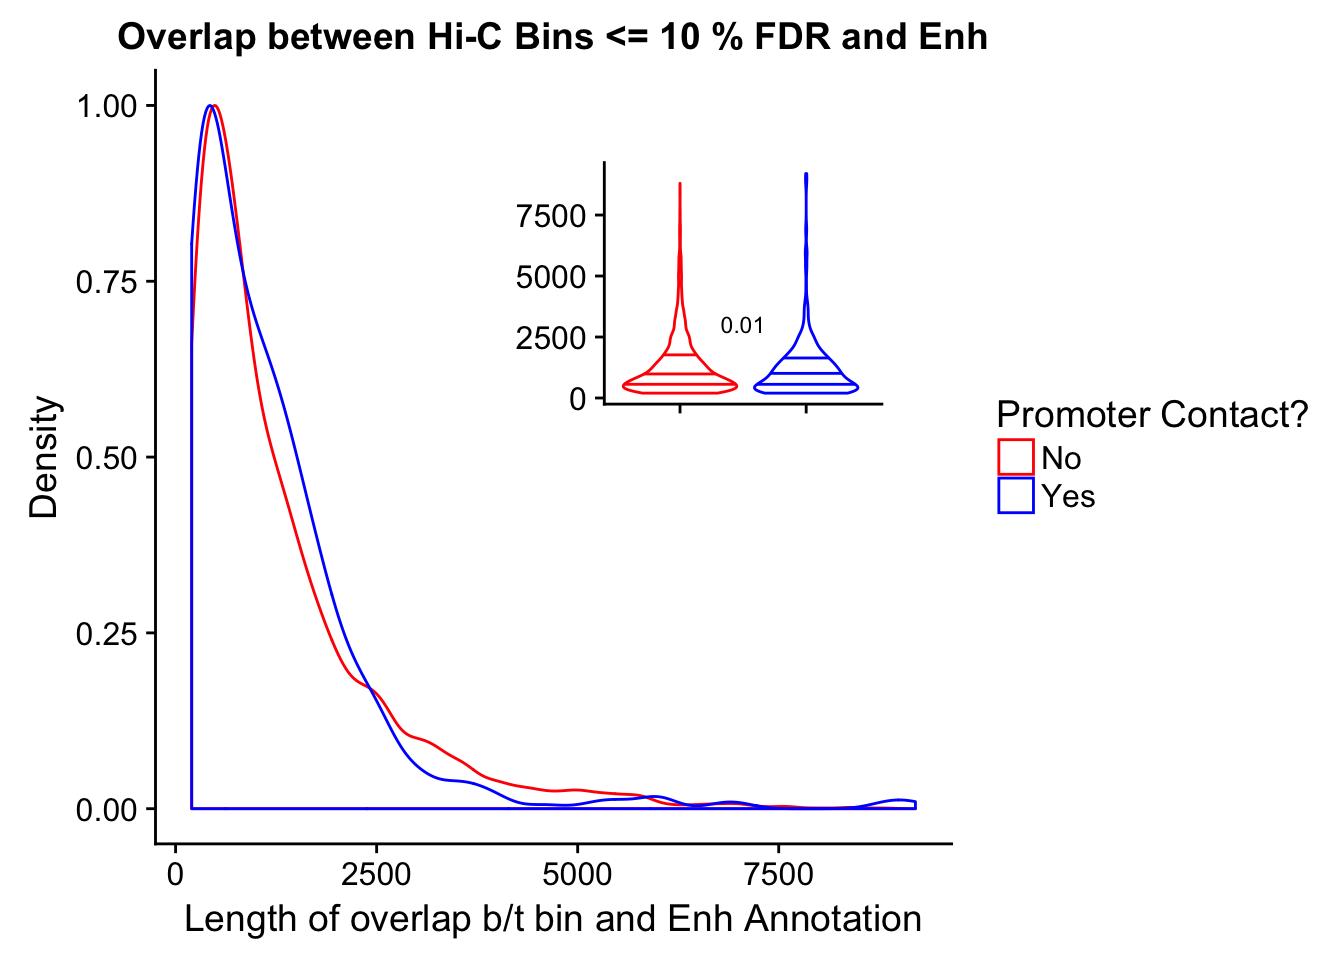 Overlap between Hi-C Bins <= 10 % FDR and Enh
1.00
0.75
0.50
0.25
0.00
Density
0
2500
5000
7500
Length of overlap b/t bin and Enh Annotation
7500
5000
2500
0
0.01
Promoter Contact?
No
Yes